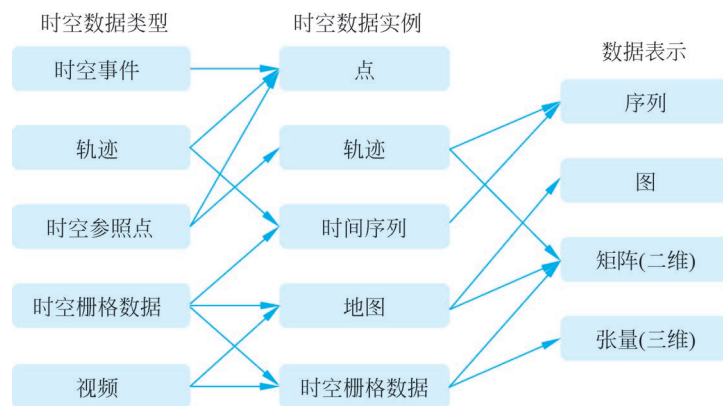 时空数据类型
时空数据实例
数据表示
时空事件
点
序列
轨迹
轨迹
图
时空参照点
时间序列
矩阵(二维)
时空栅格数据
地图
张量(三维)
视频
时空栅格数据